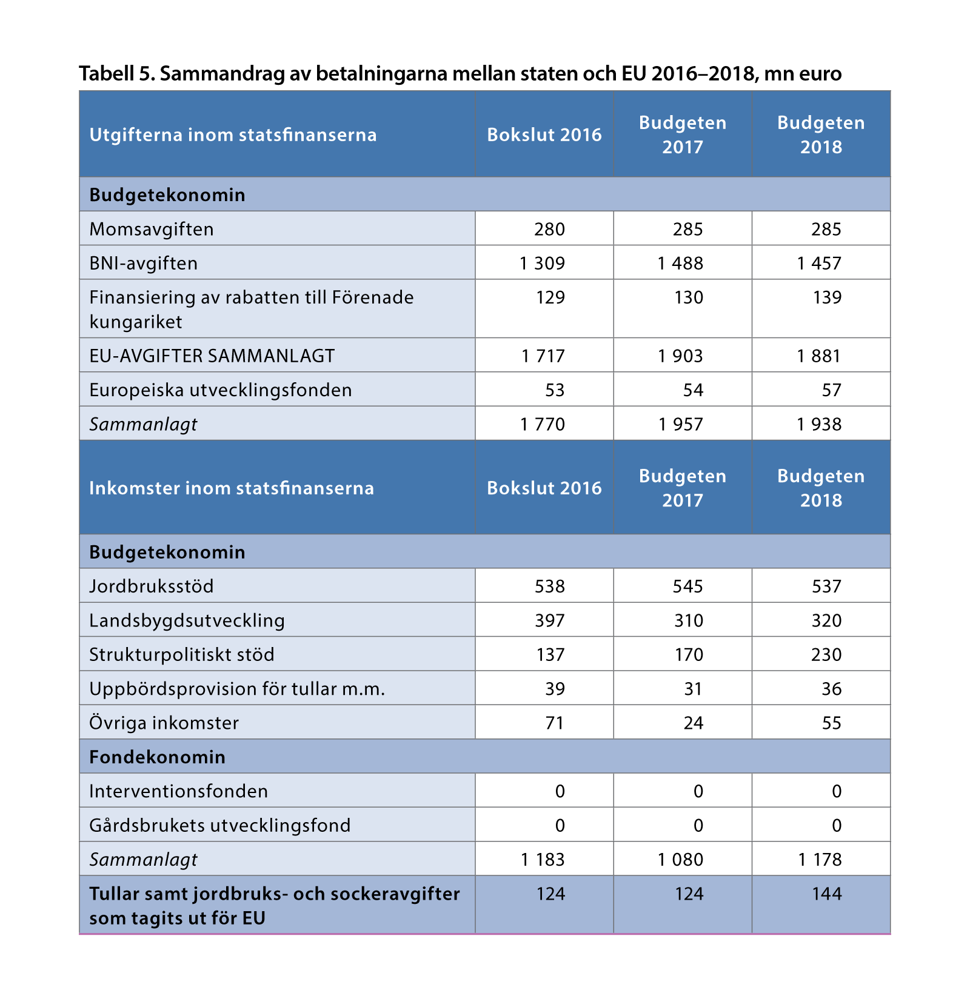 Tabell 5. Sammandrag av betalningarna mellan staten och EU 2016–2018, mn euro
Utgifterna inom statsfinanserna Bokslut 2016 Budgeten 2017 Budgeten 2018
Budgetekonomin
Momsavgiften 280 285 285
BNI-avgiften 1 309 1 488 1 457
Finansiering av rabatten till Förenade 129 130 139
kungariket
EU-AVGIFTER SAMMANLAGT 1 717 1 903 1 881
Europeiska utvecklingsfonden 53 54 57
Sammanlagt 1 770 1 957 1 938
Inkomster inom statsfinanserna Bokslut 2016 Budgeten 2017 Budgeten 2018
Budgetekonomin
Jordbruksstöd 538 545 537
Landsbygdsutveckling 397 310 320
Strukturpolitiskt stöd 137 170 230
Uppbördsprovision för tullar m.m. 39 31 36
Övriga inkomster 71 24 55
Fondekonomin
Interventionsfonden 0 0 0
Gårdsbrukets utvecklingsfond 0 0 0
Sammanlagt 1 183 1 080 1 178
Tullar samt jordbruks- och sockeravgifter 124 124 144
som tagits ut för EU